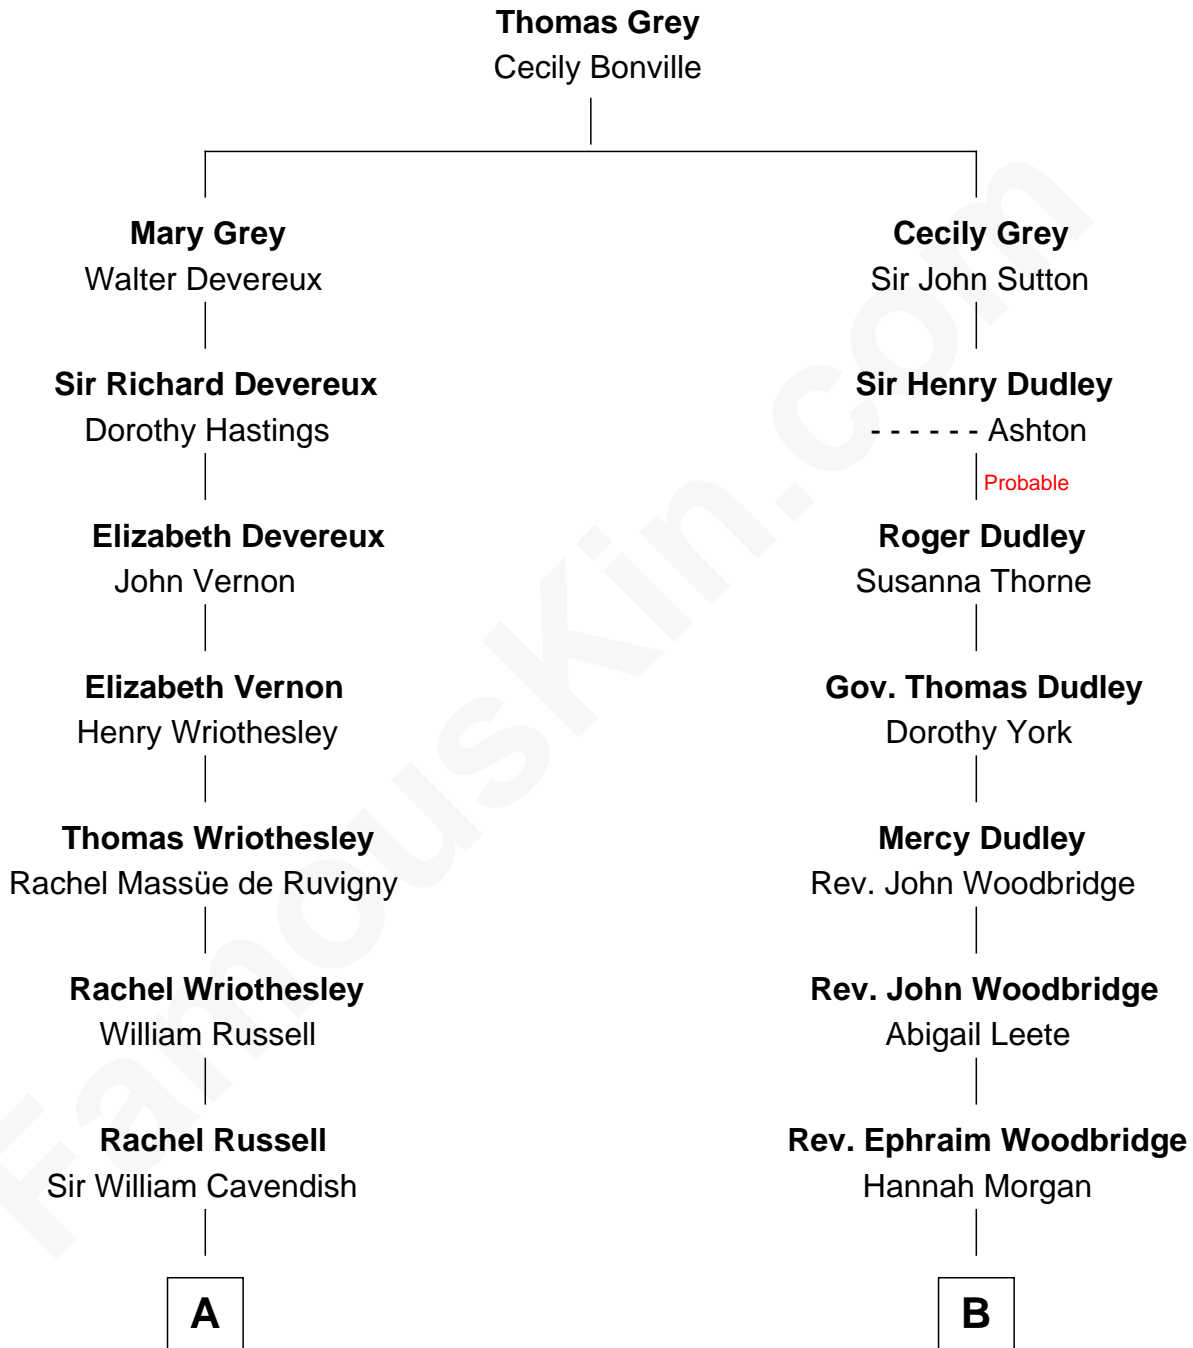 Thomas Grey
Cecily Bonville
Mary Grey
Walter Devereux
Sir Richard Devereux
Dorothy Hastings
Elizabeth Devereux
John Vernon
Elizabeth Vernon
Henry Wriothesley
Thomas Wriothesley
Rachel Massüe de Ruvigny
Rachel Wriothesley
William Russell
Rachel Russell
Sir William Cavendish
A
Cecily Grey
Sir John Sutton
Sir Henry Dudley
- - - - - - Ashton
Probable
Roger Dudley
Susanna Thorne
Gov. Thomas Dudley
Dorothy York
Mercy Dudley
Rev. John Woodbridge
Rev. John Woodbridge
Abigail Leete
Rev. Ephraim Woodbridge
Hannah Morgan
B
FamousKin.com